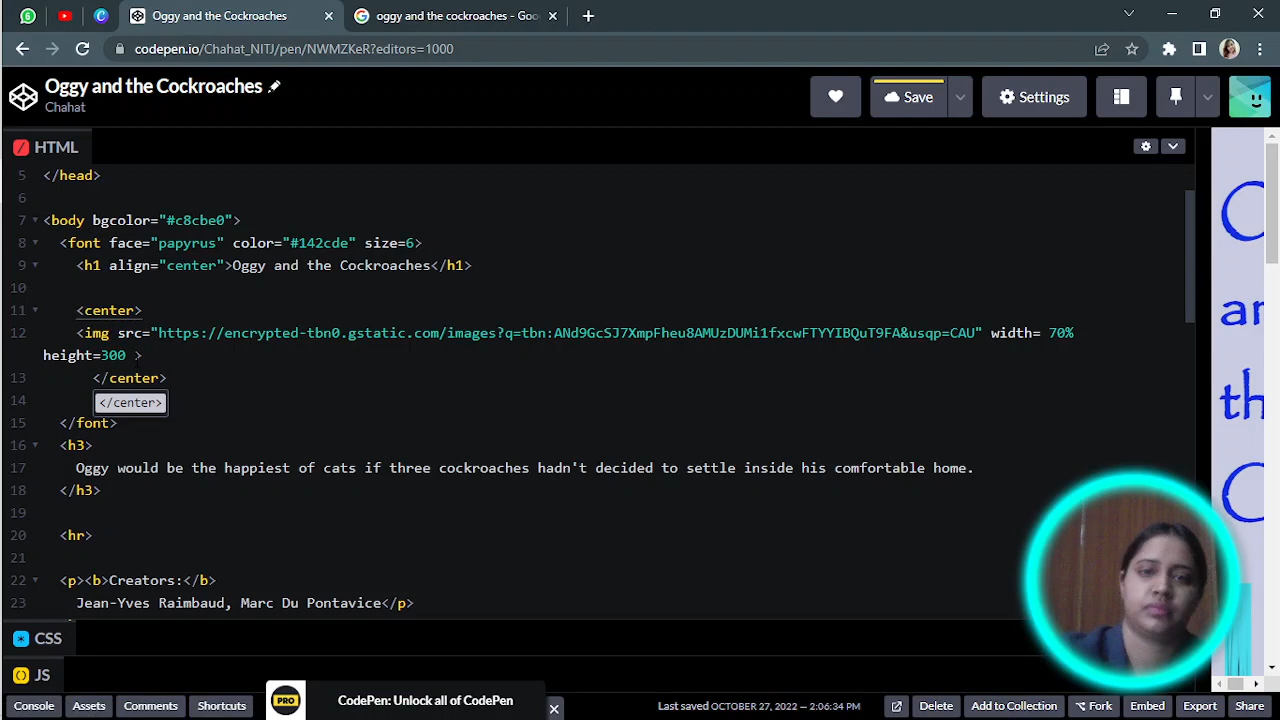 Oggy and the Cockroaches
oggy and the cockroaches - Goo
codepen.io/Chahat_NITJ/pen/NWMZKeR?editors=1000
Oggy and the Cockroaches
Chahat
Save
Settings
HTML
5 </head>
6
7 <body bgcolor="#c8cbe0">
8 <font face="papyrus" color="#142cde" size=6>
9 <h1 align="center">Oggy and the Cockroaches</h1>
10
11 <center>
12 <img src="https://encrypted-tbn0.gstatic.com/images?q=tbn:ANd9GcSJ7XmpFheu8AMUzDUMi1fxcwFTYYIBQuT9FA&usqp=CAU" width= 70%
height=300 >
13 </center>
14 </center>
15 </font>
16 <h3>
17 Oggy would be the happiest of cats if three cockroaches hadn't decided to settle inside his comfortable home.
18 </h3>
19
20 <hr>
21
22 <p><b>Creators:</b>
23 Jean-Yves Raimbaud, Marc Du Pontavice</p>
an
th
CSS
JS
PRO
CodePen: Unlock all of CodePen
Console
Assets
Comments
Shortcuts
Last saved OCTOBER 27, 2022 — 2:06:34 PM
Delete
Add to Collection
Fork
Embed
Export
Share